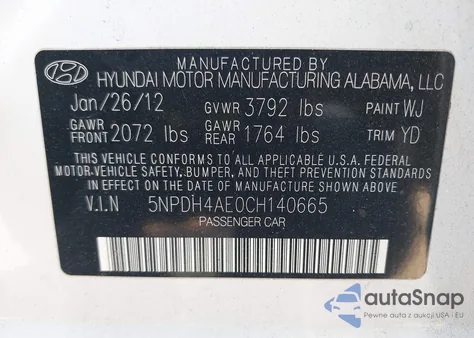 MANUFACTURED BY
HYUNDAI MOTOR MANUFACTURING ALABAMA, LLC
Jan/26/12 GVWR 3792 lbs PAINT WJ
GAWR FRONT 2072 lbs GAWR REAR 1764 lbs TRIM YD
THIS VEHICLE CONFORMS TO ALL APPLICABLE U.S.A. FEDERAL
MOTOR-VEHICLE SAFETY, BUMPER, AND THEFT PREVENTION STANDARDS
IN EFFECT ON THE DATE OF MANUFACTURE SHOWN ABOVE.
V.I.N 5NPDH4AE0CH140665
PASSENGER CAR
autoSnap
Pewne auta z aukcji USA i EU